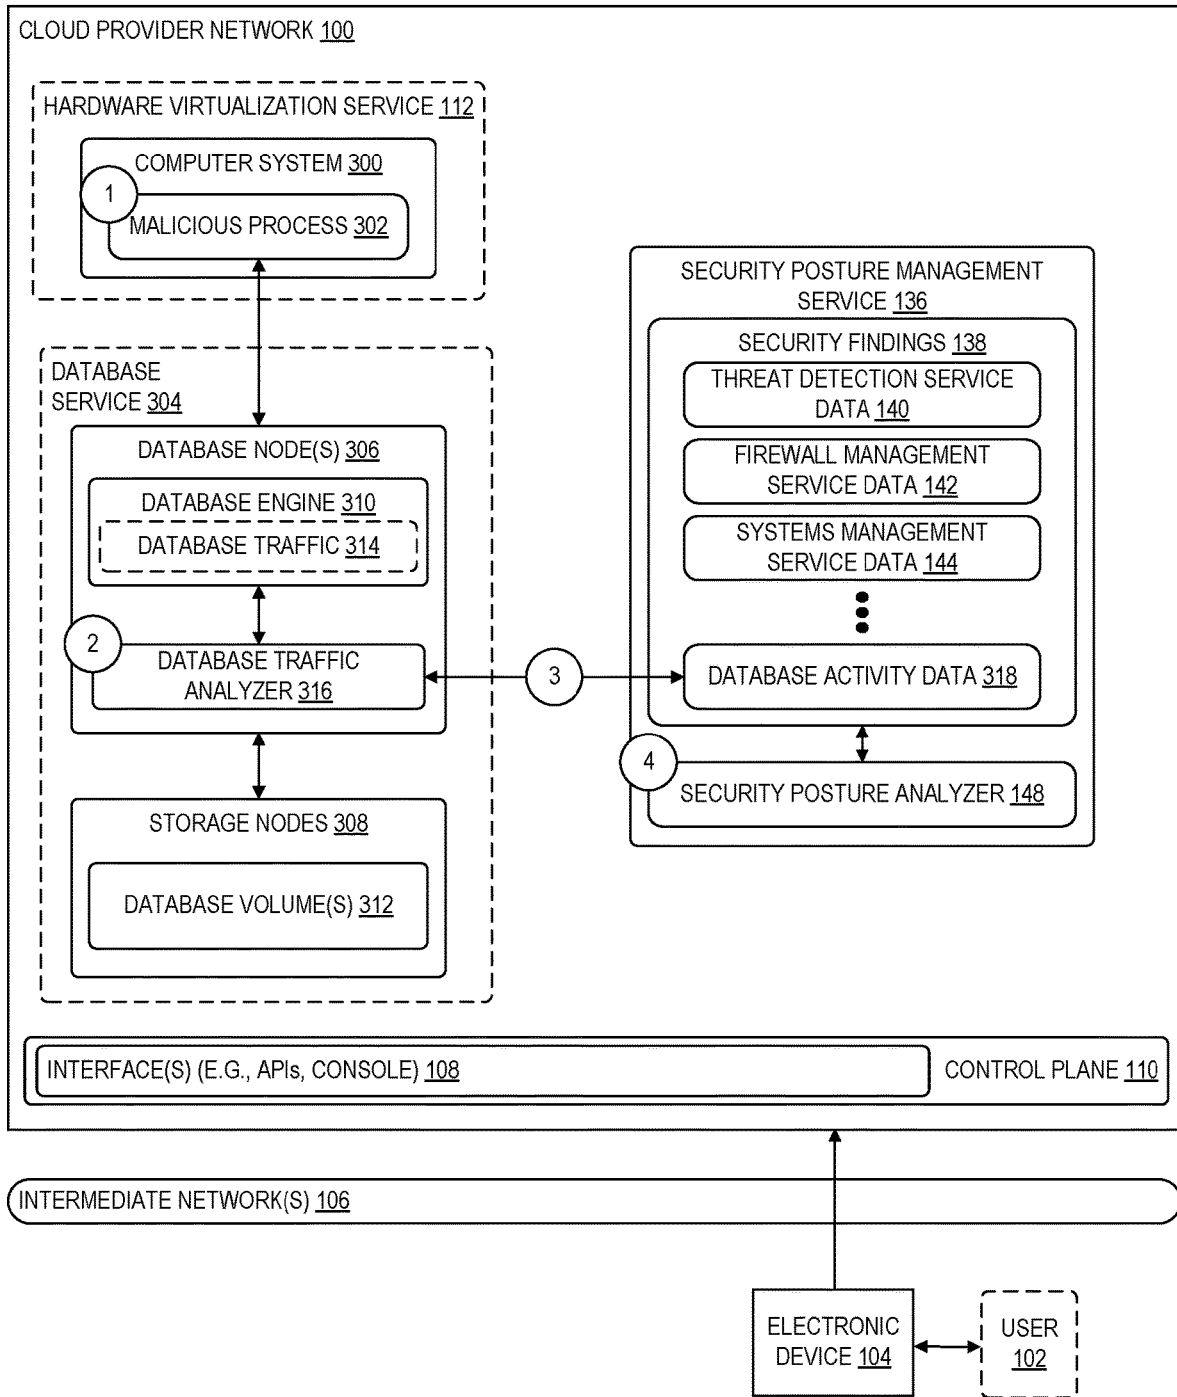 CLOUD PROVIDER NETWORK 100
HARDWARE VIRTUALIZATION SERVICE 112
COMPUTER SYSTEM 300
1
MALICIOUS PROCESS 302
DATABASE
SERVICE 304
DATABASE NODE(S) 306
DATABASE ENGINE 310
DATABASE TRAFFIC 314
2
DATABASE TRAFFIC
ANALYZER 316
3
STORAGE NODES 308
DATABASE VOLUME(S) 312
SECURITY POSTURE MANAGEMENT
SERVICE 136
SECURITY FINDINGS 138
THREAT DETECTION SERVICE
DATA 140
FIREWALL MANAGEMENT
SERVICE DATA 142
SYSTEMS MANAGEMENT
SERVICE DATA 144
DATABASE ACTIVITY DATA 318
4
SECURITY POSTURE ANALYZER 148
INTERFACE(S) (E.G., APIs, CONSOLE) 108
CONTROL PLANE 110
INTERMEDIATE NETWORK(S) 106
ELECTRONIC
DEVICE 104
USER
102